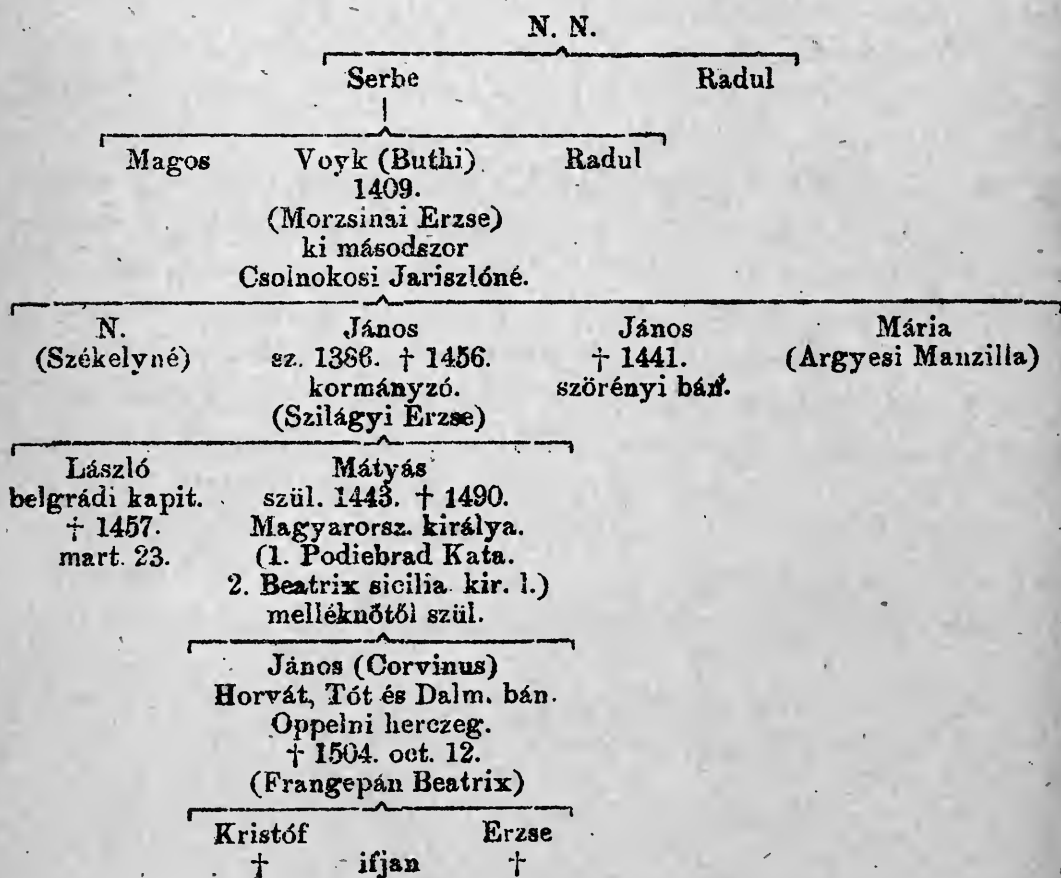 N. N.
Serbe Radul
Magos Voyk (Buthi) Radul
1409.
(Morzsinai Erzse)
ki másodszor
Csolnokosi Jariszlóné.
N. János János Mária
(Székelyné) sz. 1386. † 1456. † 1441. (Argyesi Manzilla)
kormányzó. szörényi bán.
(Szilágyi Erzse)
László Mátyás
belgrádi kapit. szül. 1443. † 1490.
† 1457. Magyarorsz. királya.
mart. 23. (1. Podiebrad Kata.
2. Beatrix sicilia kir. l.)
melléknőtől szül.
János (Corvinus)
Horvát, Tót és Dalm. bán.
Oppelni herczeg.
† 1504. oct. 12.
(Frangepán Beatrix)
Kristóf Erzse
† ifjan †